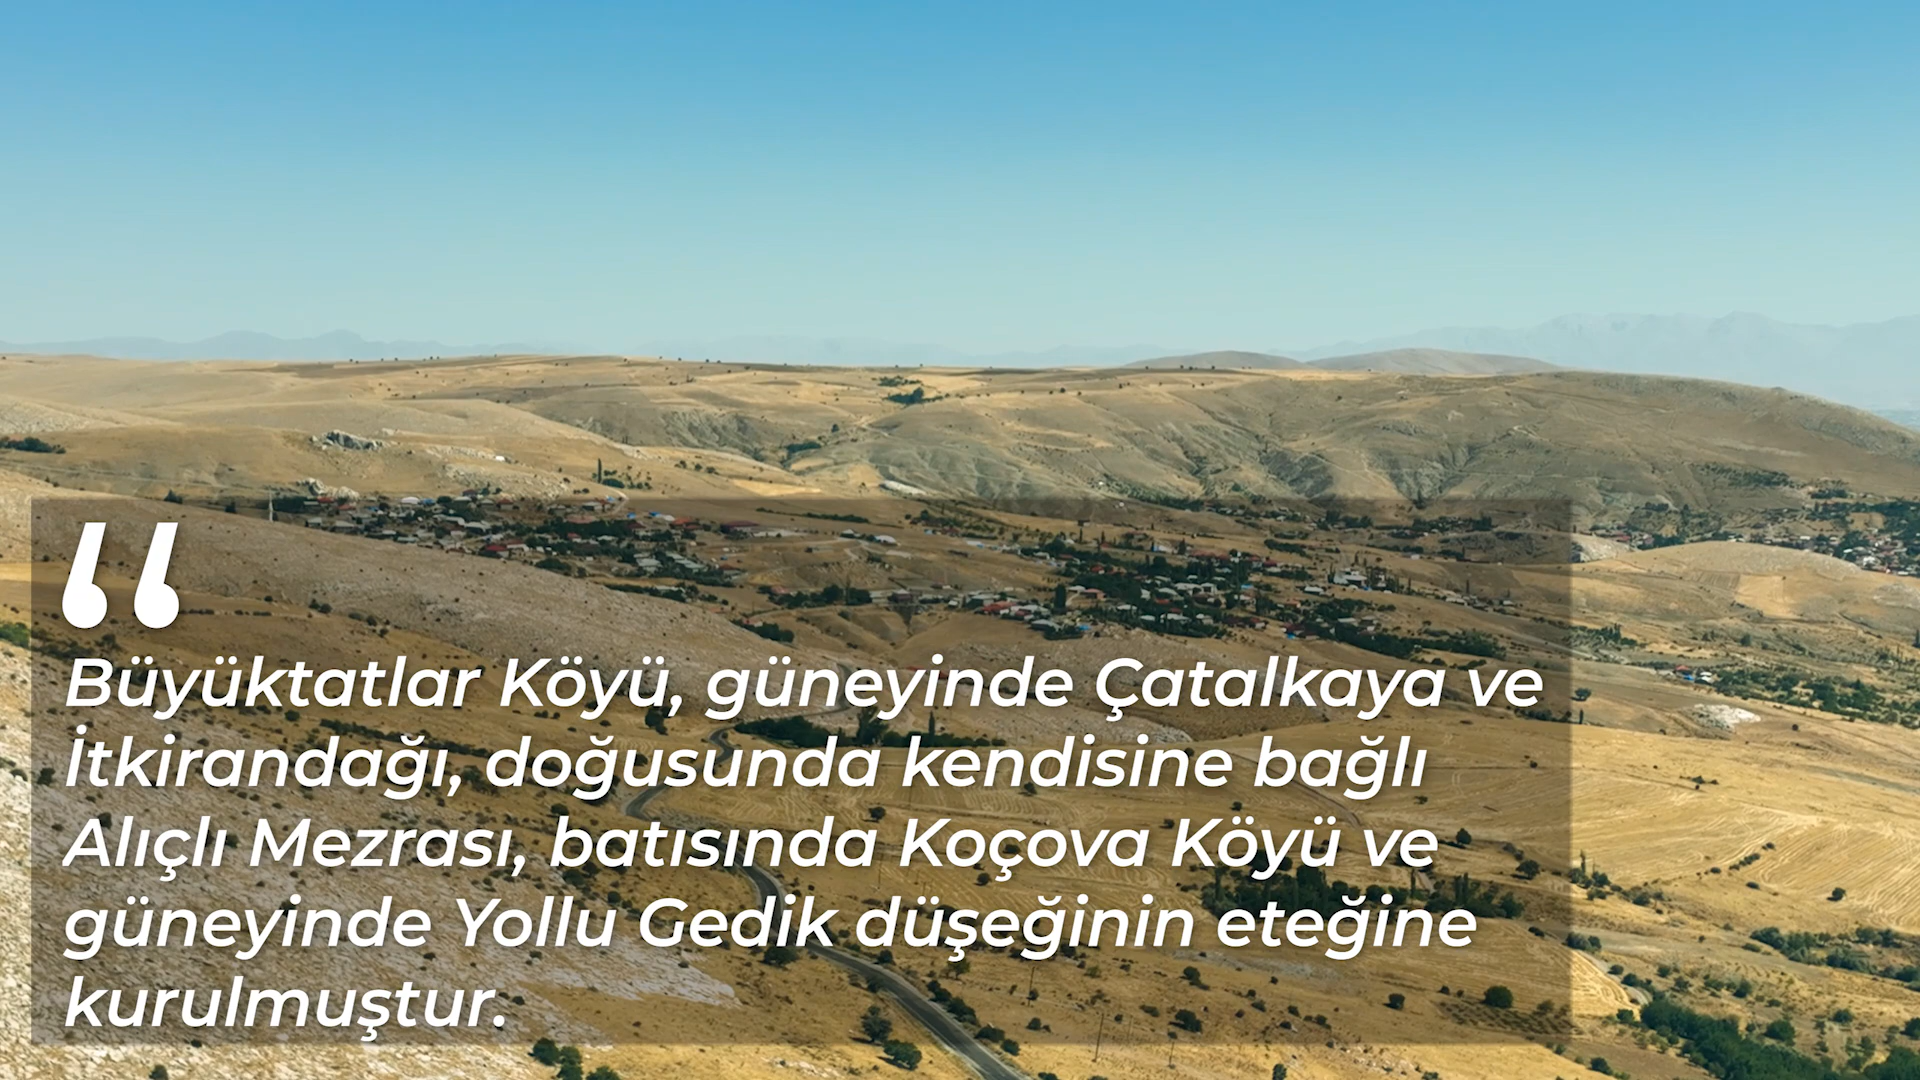 “
Büyüktatlar Köyü, güneyinde Çatalkaya ve
İtkirandağı, doğusunda kendisine bağlı
Alıçlı Mezrası, batısında Koçova Köyü ve
güneyinde Yollu Gedik düşeğinin eteğine
kurulmuştur.